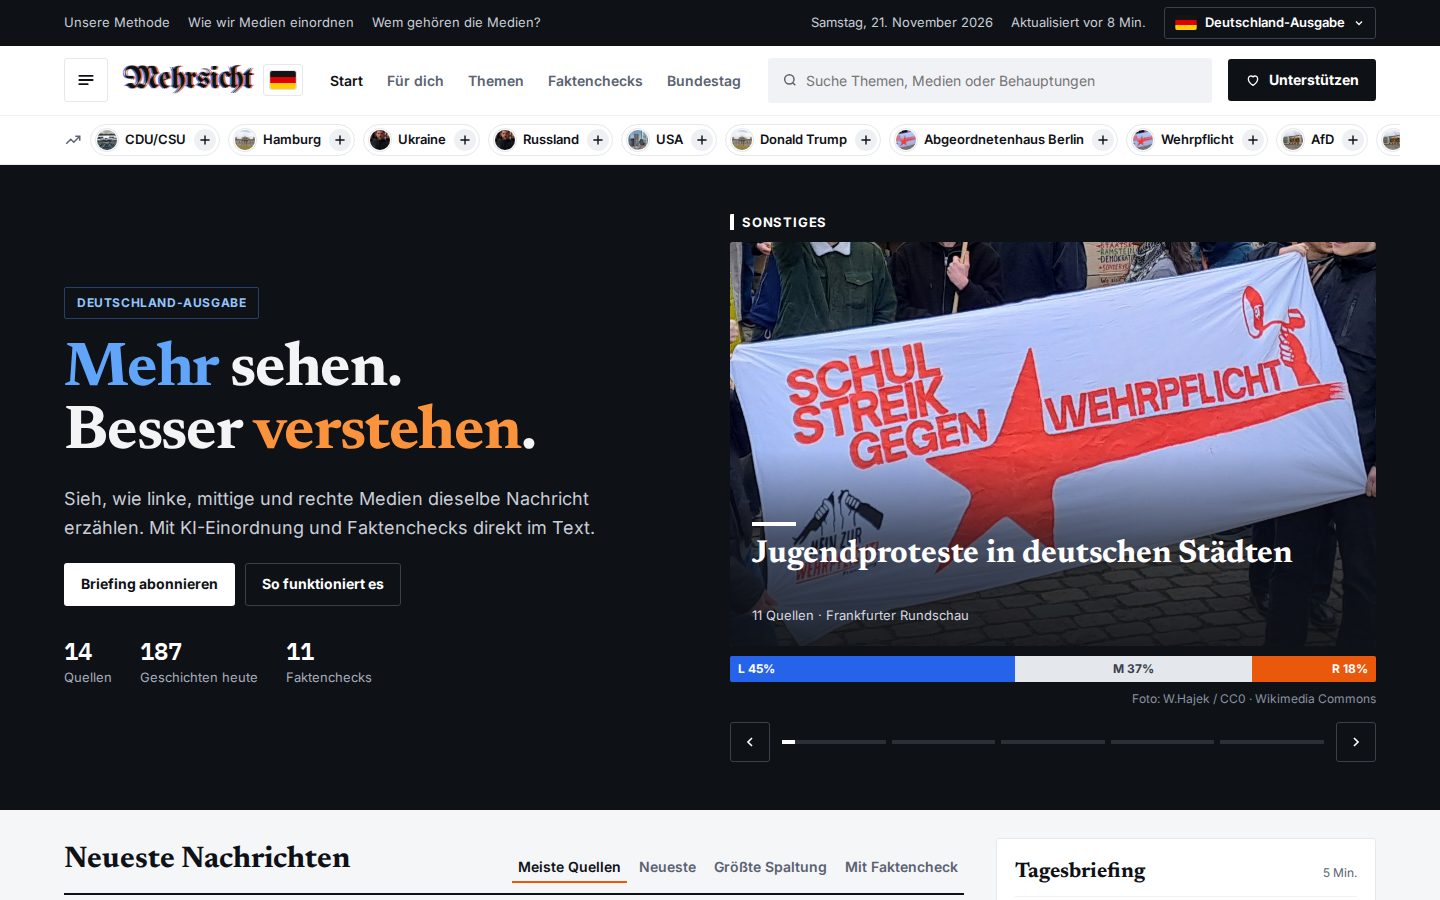 Unsere Methode Wie wir Medien einordnen Wem gehören die Medien? Samstag, 21. November 2026 Aktualisiert vor 8 Min. Deutschland-Ausgabe
Mehrsicht Start Für dich Themen Faktenchecks Bundestag Suche Themen, Medien oder Behauptungen Unterstützen
CDU/CSU + Hamburg + Ukraine + Russland + USA + Donald Trump + Abgeordnetenhaus Berlin + Wehrpflicht + AfD +
DEUTSCHLAND-AUSGABE
Mehr sehen.
Besser verstehen.
Sieh, wie linke, mittige und rechte Medien dieselbe Nachricht
erzählen. Mit KI-Einordnung und Faktenchecks direkt im Text.
Briefing abonnieren So funktioniert es
14 187 11
Quellen Geschichten heute Faktenchecks
SONSTIGES
SCHUL
STREIK
GEGEN WEHRPFLICHT
NEIN ZUR
Jugendproteste in deutschen Städten
11 Quellen · Frankfurter Rundschau
L 45% M 37% R 18%
Foto: W.Hajek / CC0 · Wikimedia Commons
Neueste Nachrichten Meiste Quellen Neueste Größte Spaltung Mit Faktencheck
Tagesbriefing 5 Min.